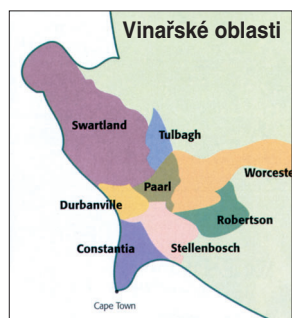 Vinařské oblasti
Swartland
Tulbagh
Worceste
Paarl
Durbanville
Robertson
Constantia
Stellenbosch
Cape Town